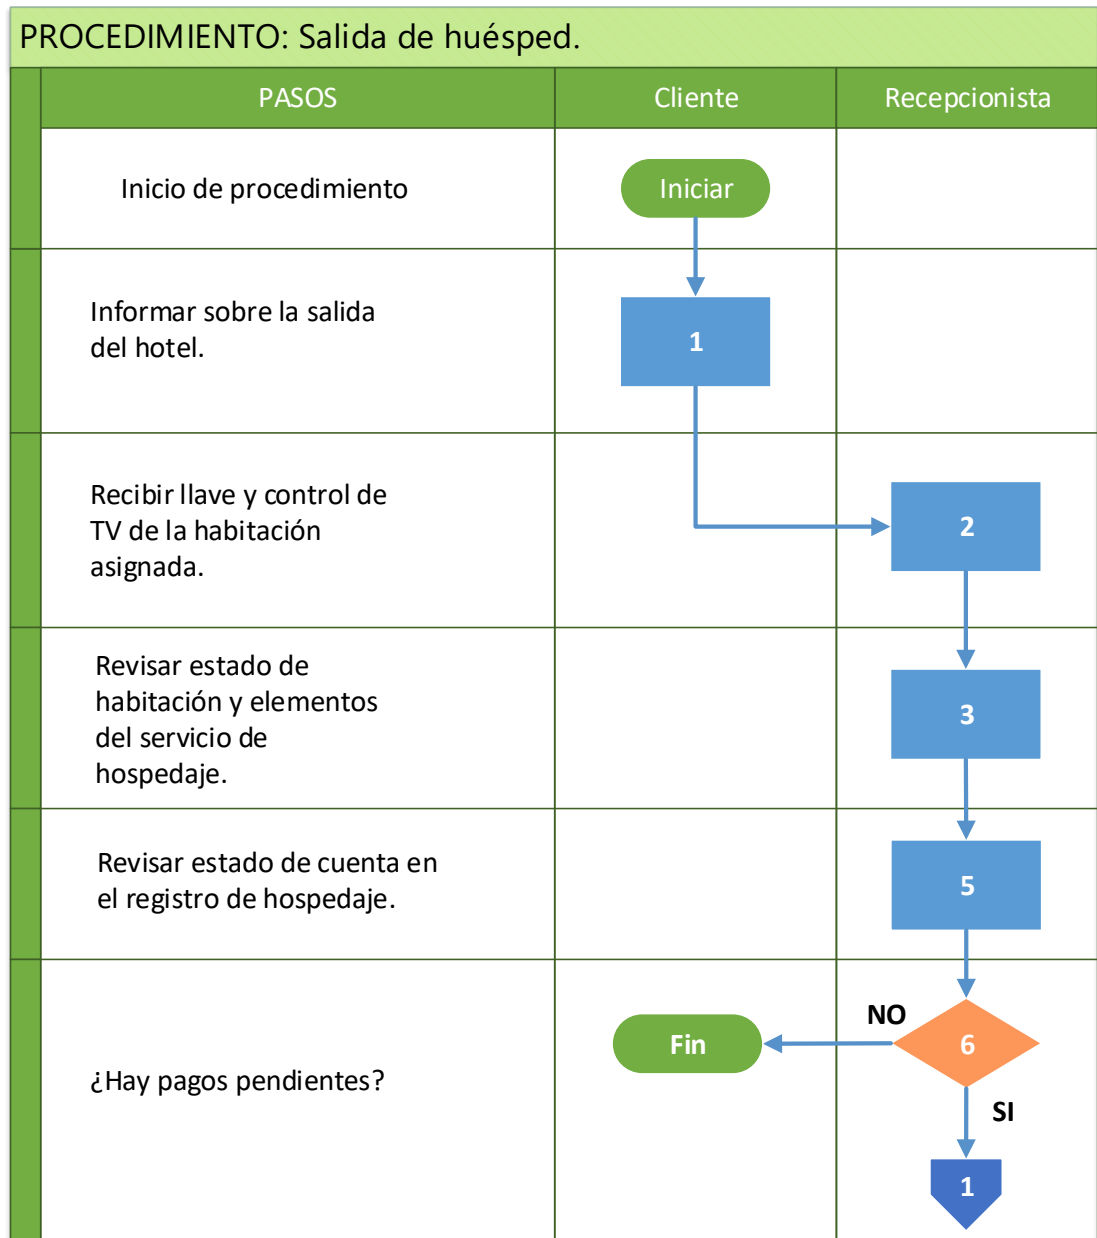 PROCEDIMIENTO: Salida de huésped.
PASOS
Cliente
Recepcionista
Inicio de procedimiento
Iniciar
Informar sobre la salida
del hotel.
1
Recibir llave y control de
TV de la habitación
asignada.
2
Revisar estado de
habitación y elementos
del servicio de
hospedaje.
3
Revisar estado de cuenta en
el registro de hospedaje.
5
¿Hay pagos pendientes?
Fin
NO
6
SI
1